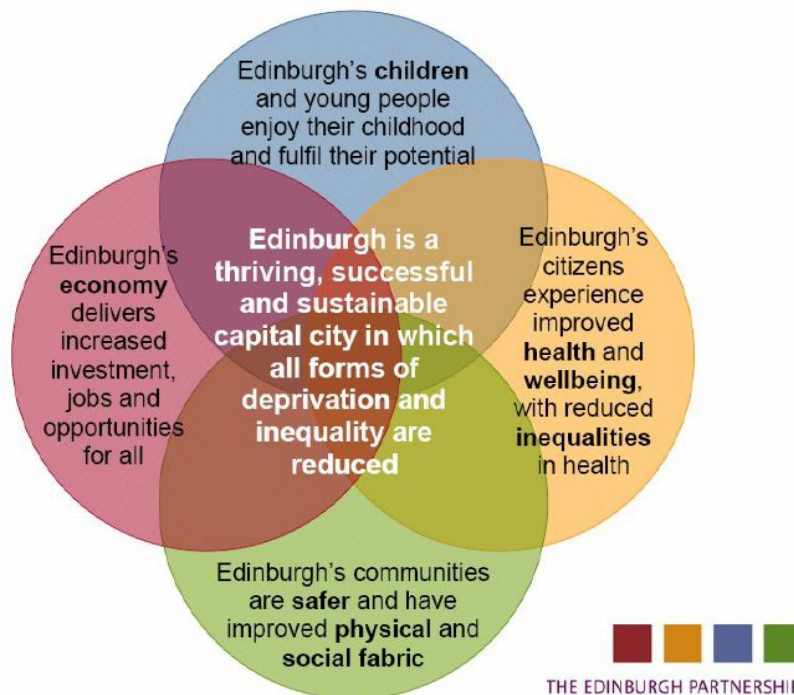 Edinburgh's children
and young people
enjoy their childhood
and fulfil their potential
Edinburgh's
economy
delivers
increased
investment,
jobs and
opportunities
for all
Edinburgh is a
thriving, successful
and sustainable
capital city in which
all forms of
deprivation and
inequality are
reduced
Edinburgh's
citizens
experience
improved
health and
wellbeing,
with reduced
inequalities
in health
Edinburgh's communities
are safer and have
improved physical and
social fabric
THE EDINBURGH PARTNERSHIP